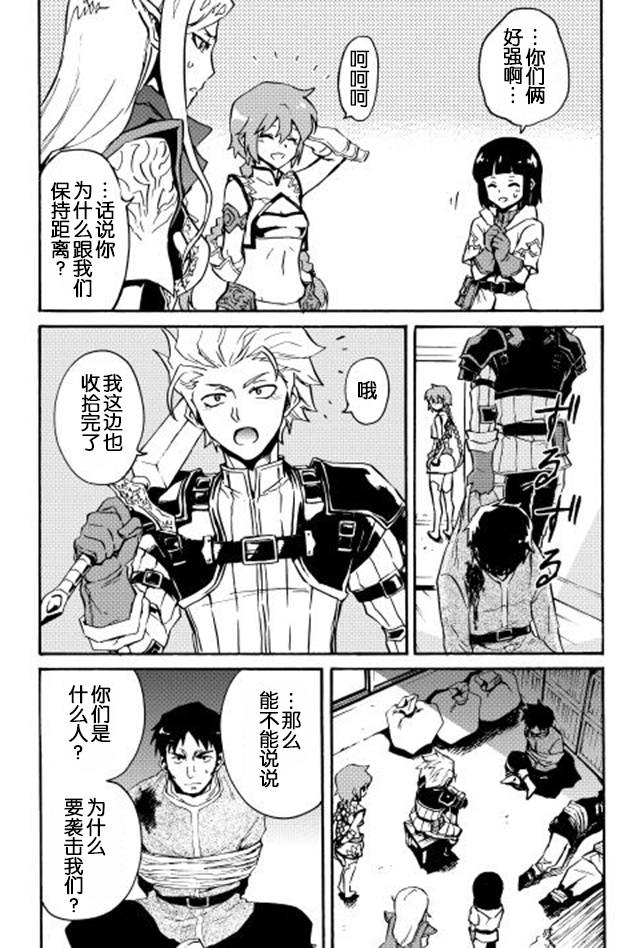 …你们俩
好强啊…
呵呵呵
…话说你
为什么跟我们
保持距离？
哦
我这边也
收拾完了
ずるずる
…那么
能不能说说
你们是
什么人？
为什么
要袭击我们？